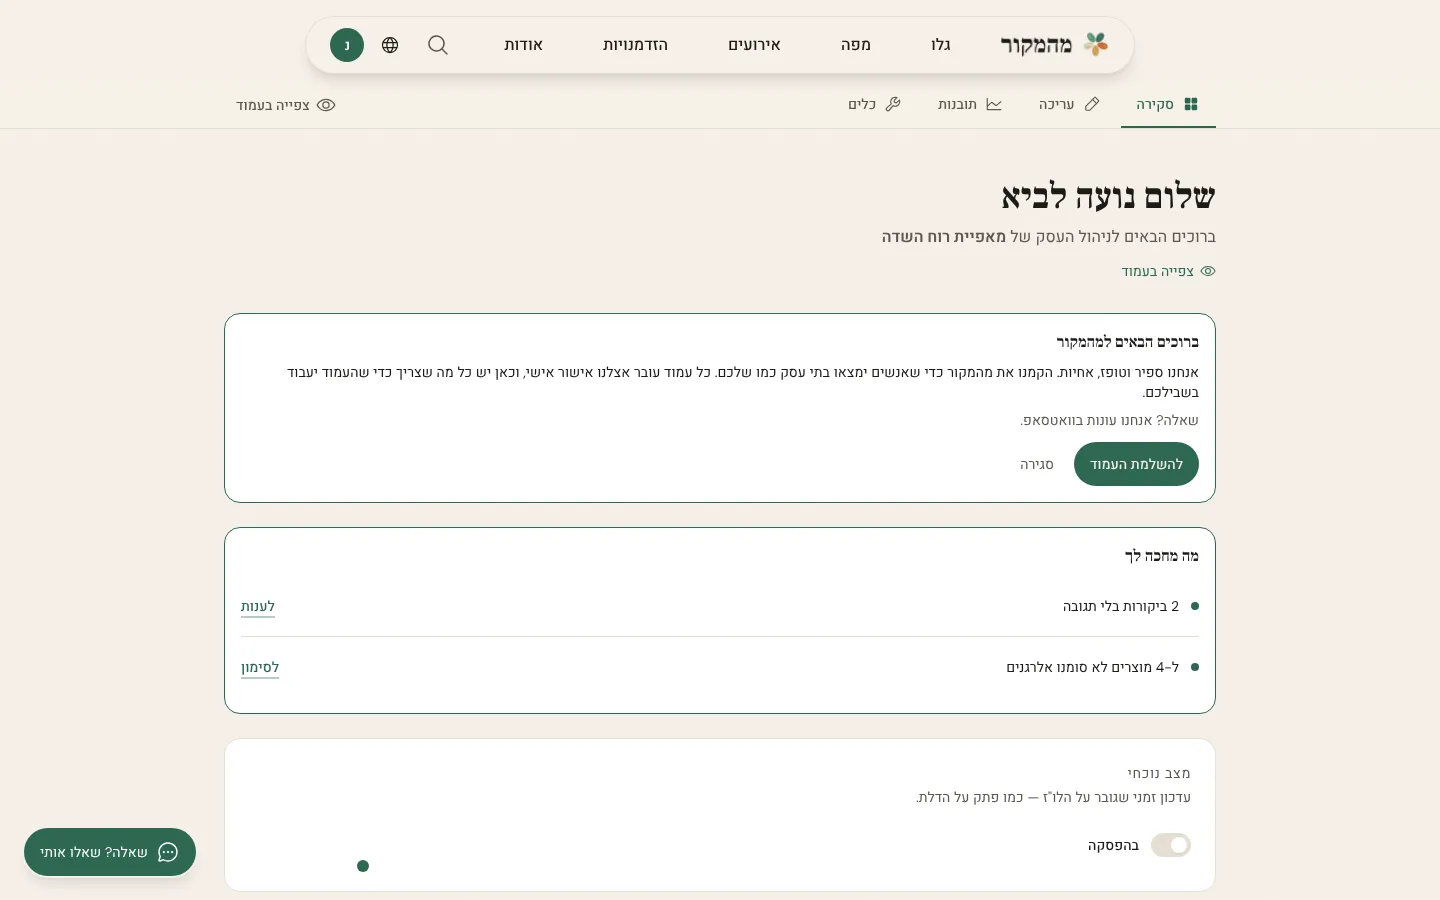 מהמקור
גלו
מפה
אירועים
הזדמנויות
אודות
נ
סקירה
עריכה
תובנות
כלים
צפייה בעמוד
שלום נועה לביא
ברוכים הבאים לניהול העסק של מאפיית רוח השדה
צפייה בעמוד
ברוכים הבאים למהמקור
אנחנו ספיר וטופז, אחיות. הקמנו את מהמקור כדי שאנשים ימצאו בתי עסק כמו שלכם. כל עמוד עובר אצלנו אישור אישי, וכאן יש כל מה שצריך כדי שהעמוד יעבוד
בשבילכם.
שאלה? אנחנו עונות בוואטסאפ.
להשלמת העמוד
סגירה
מה מחכה לך
2 ביקורות בלי תגובה
לענות
ל-4 מוצרים לא סומנו אלרגנים
לסימון
מצב נוכחי
עדכון זמני שגובר על הלו"ז — כמו פתק על הדלת.
בהפסקה
שאלה? שאלו אותי